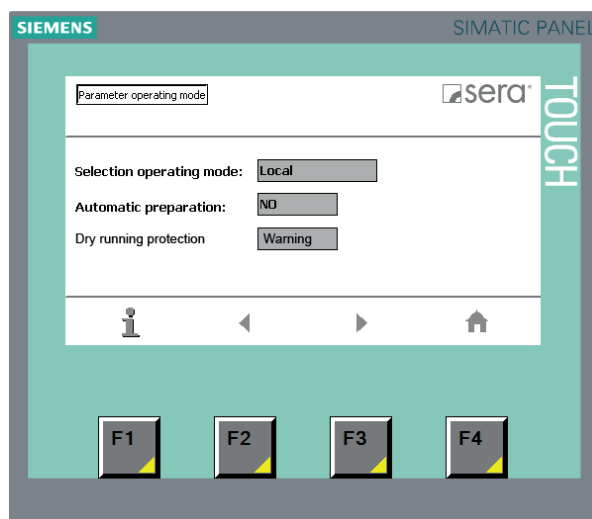 SIEMENS
SIMATIC PANEL
Parameter operating mode
sera
TOUCH
Selection operating mode: Local
Automatic preparation: NO
Dry running protection Warning
F1 F2 F3 F4